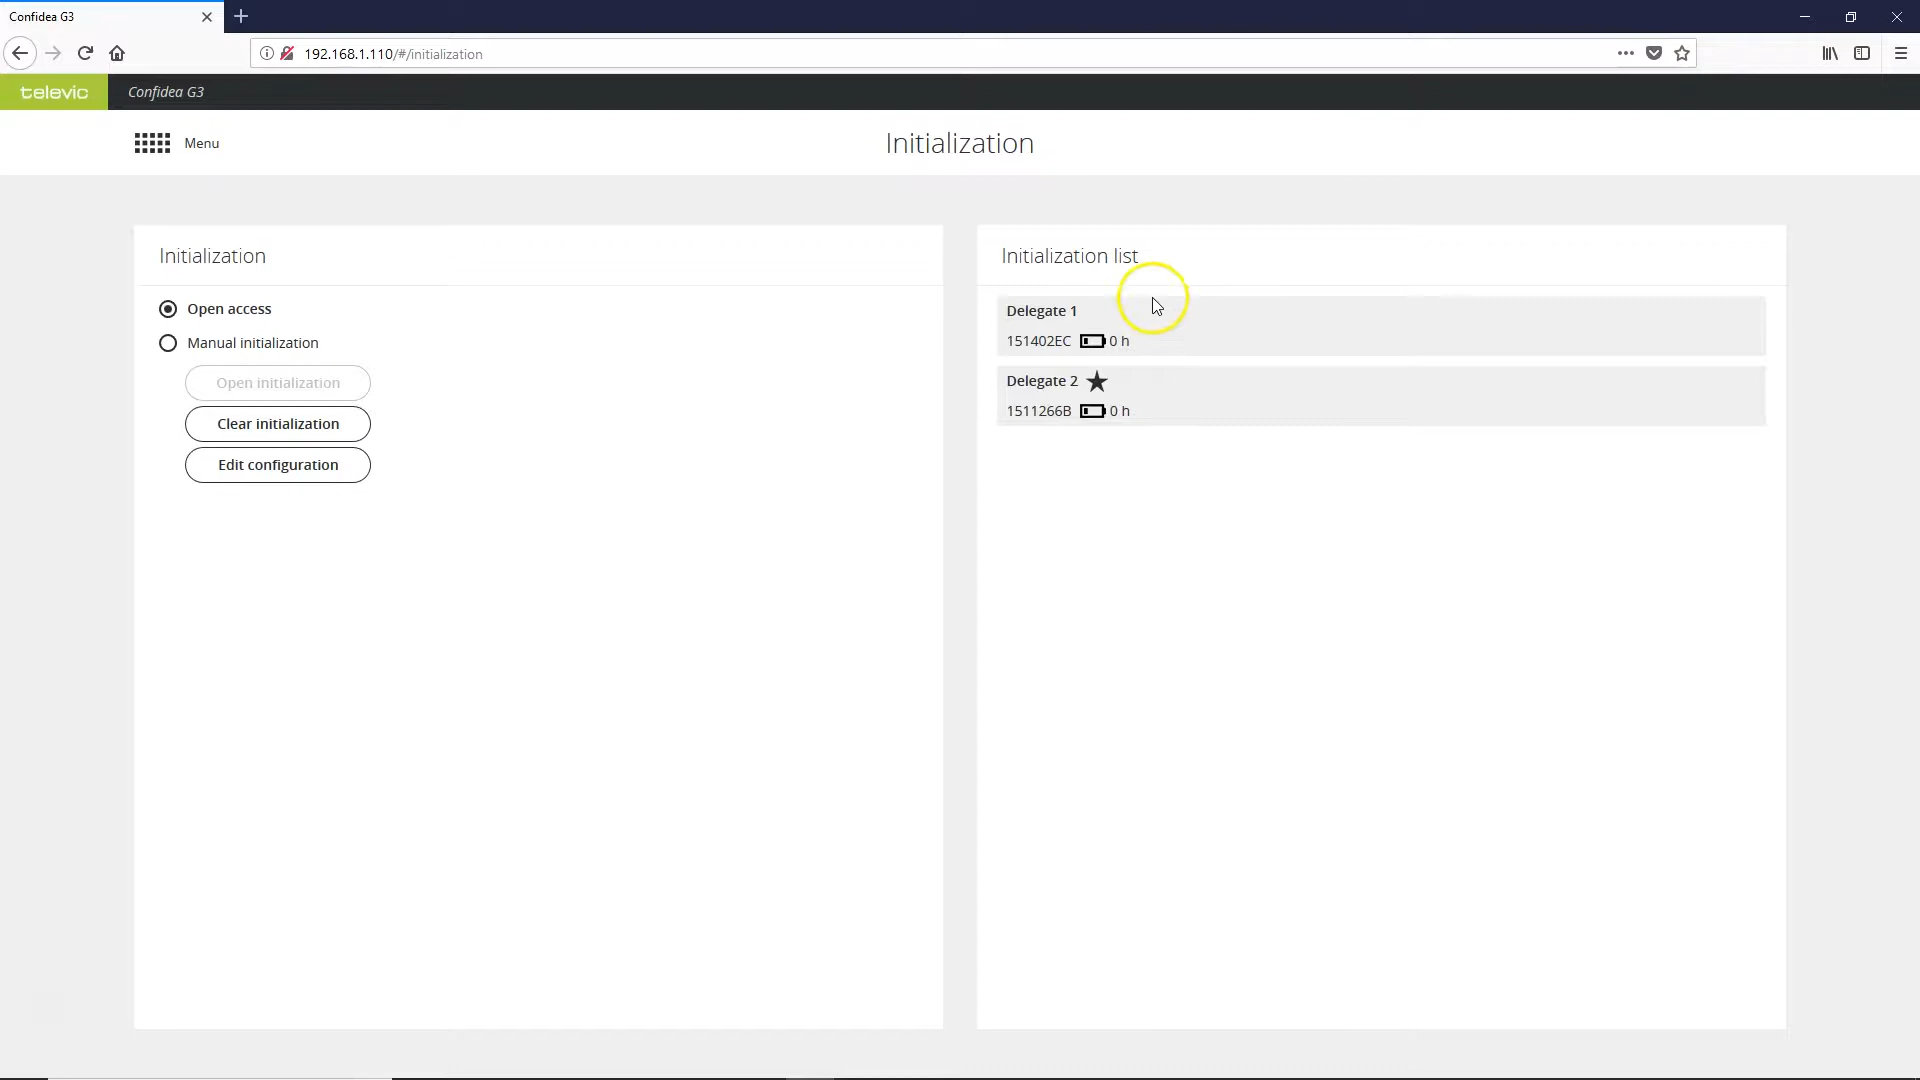 Confidea G3
192.168.1.110/#/initialization
televic
Confidea G3
Menu
Initialization
Initialization
Open access
Manual initialization
Open initialization
Clear initialization
Edit configuration
Initialization list
Delegate 1
151402EC 0 h
Delegate 2
1511266B 0 h